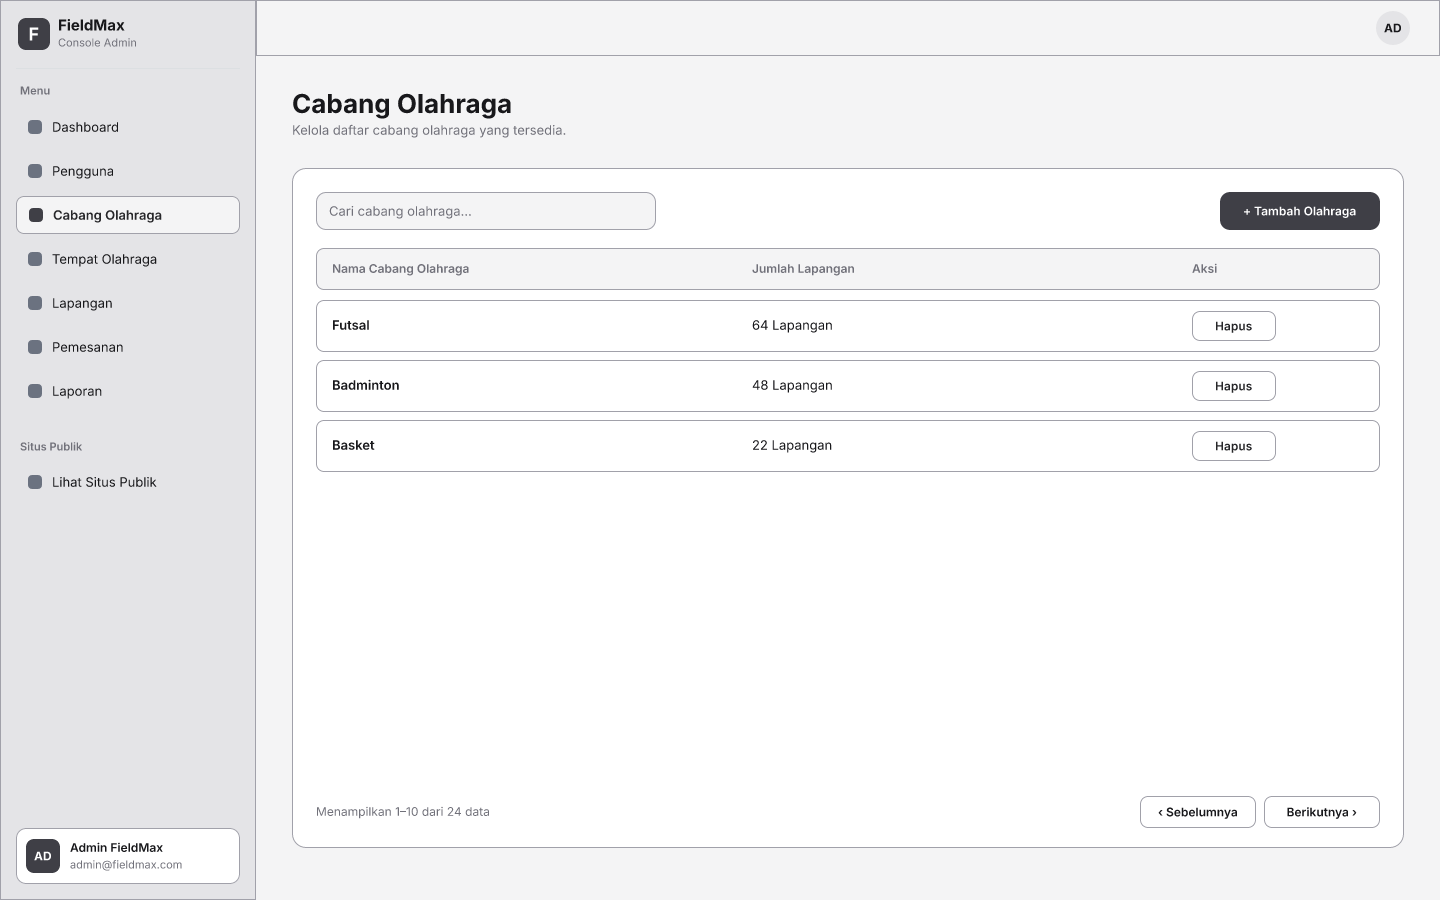 F
FieldMax
Console Admin
AD
Menu
Dashboard
Pengguna
Cabang Olahraga
Tempat Olahraga
Lapangan
Pemesanan
Laporan
Situs Publik
Lihat Situs Publik
AD
Admin FieldMax
admin@fieldmax.com
Cabang Olahraga
Kelola daftar cabang olahraga yang tersedia.
Cari cabang olahraga...
+ Tambah Olahraga
Nama Cabang Olahraga Jumlah Lapangan Aksi
Futsal 64 Lapangan Hapus
Badminton 48 Lapangan Hapus
Basket 22 Lapangan Hapus
Menampilkan 1–10 dari 24 data
‹ Sebelumnya Berikutnya ›